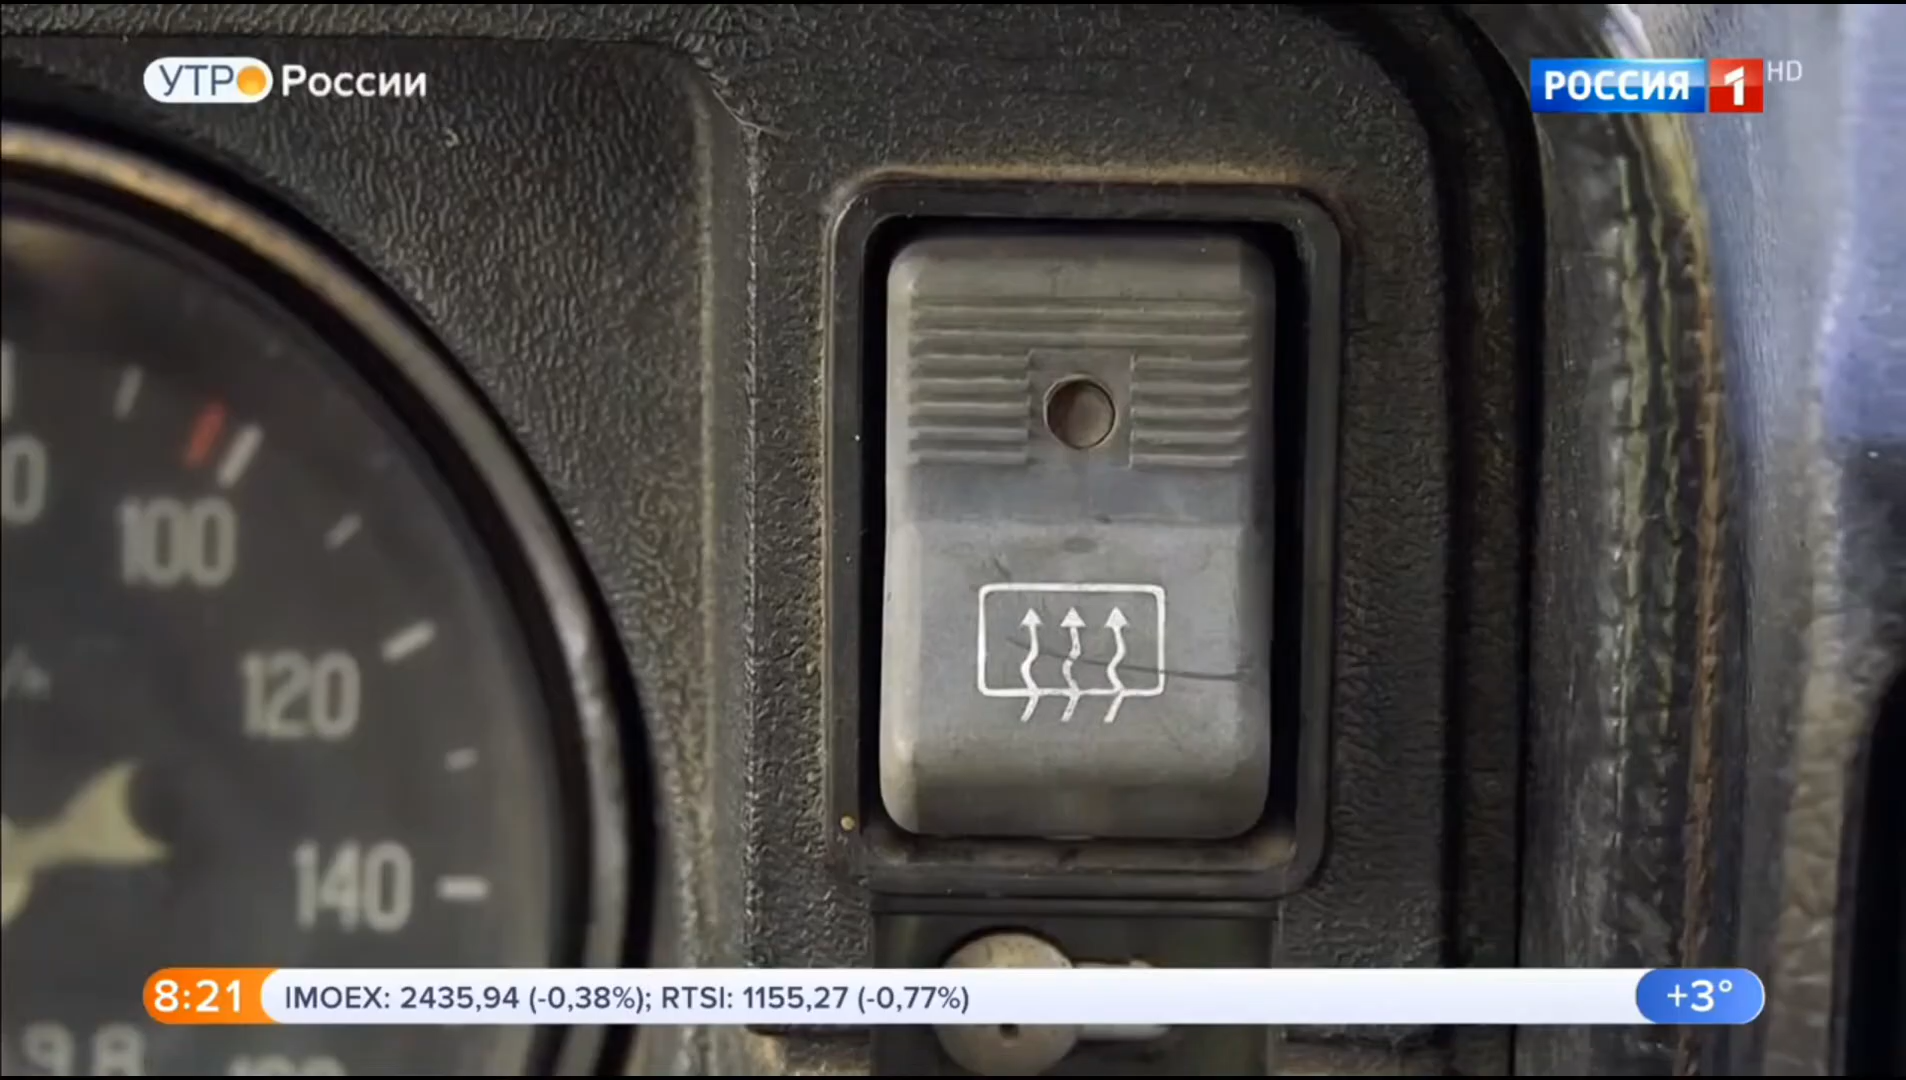 УТРО России
РОССИЯ 1 HD
100
120
140
8:21
IMOEX: 2435,94 (-0,38%); RTSI: 1155,27 (-0,77%)
+3°